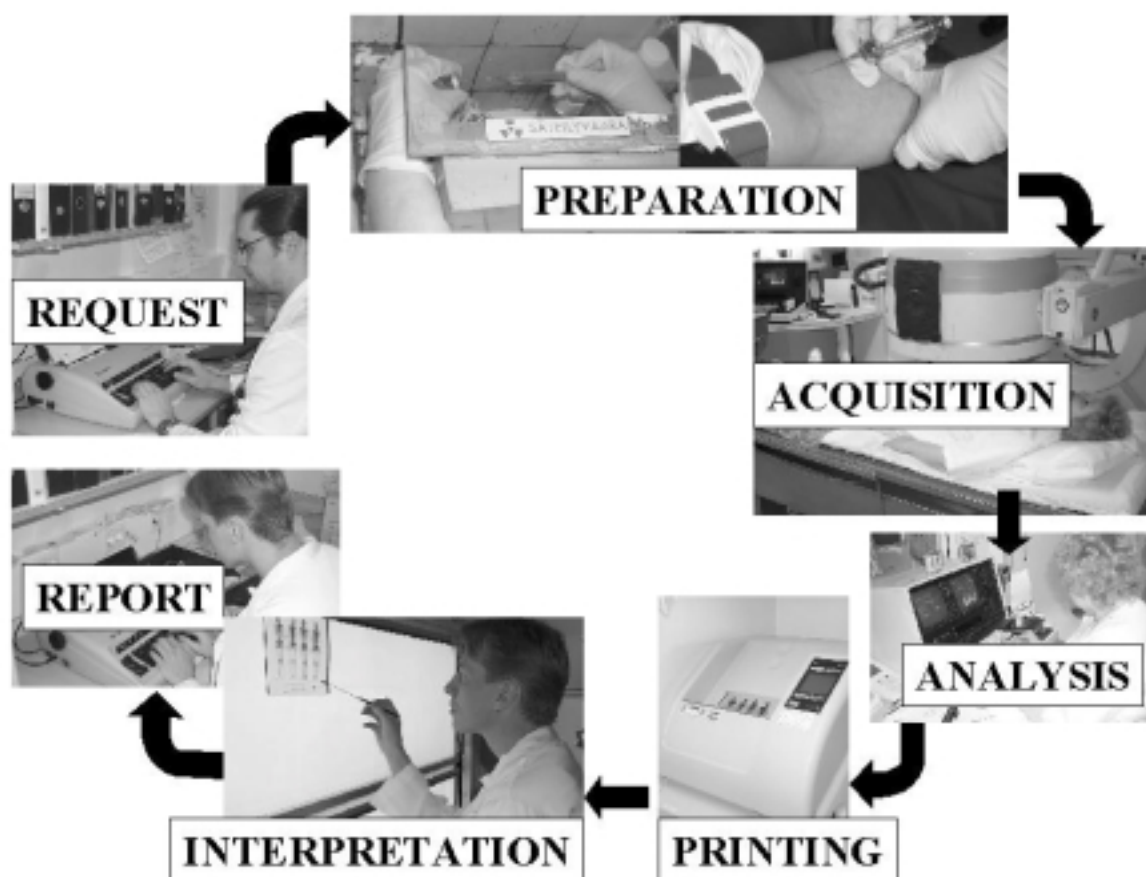 PREPARATION
REQUEST
ACQUISITION
ANALYSIS
PRINTING
INTERPRETATION
REPORT